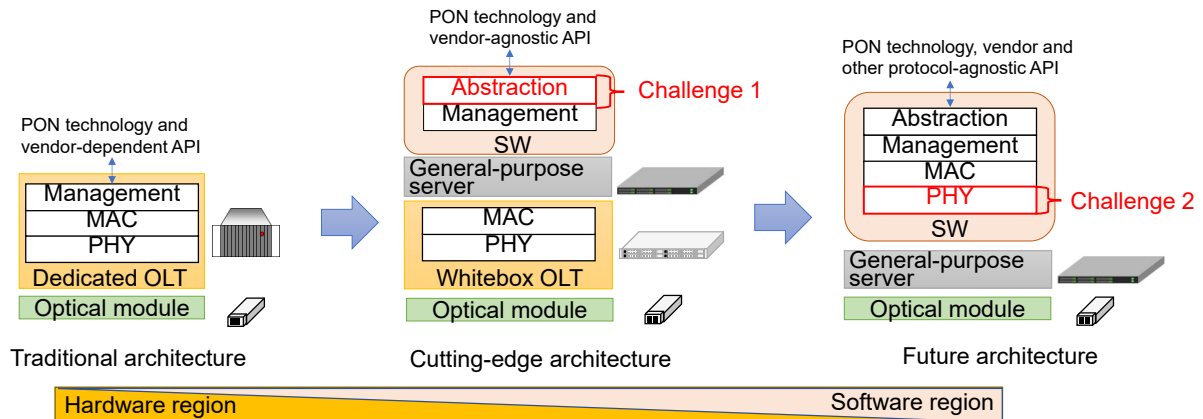 PON technology and
vendor-dependent API
Management
MAC
PHY
Dedicated OLT
Optical module
Traditional architecture
PON technology and
vendor-agnostic API
Abstraction
Challenge 1
Management
SW
General-purpose
server
MAC
PHY
Whitebox OLT
Optical module
Cutting-edge architecture
PON technology, vendor and
other protocol-agnostic API
Abstraction
Management
MAC
PHY
Challenge 2
SW
General-purpose
server
Optical module
Future architecture
Hardware region
Software region